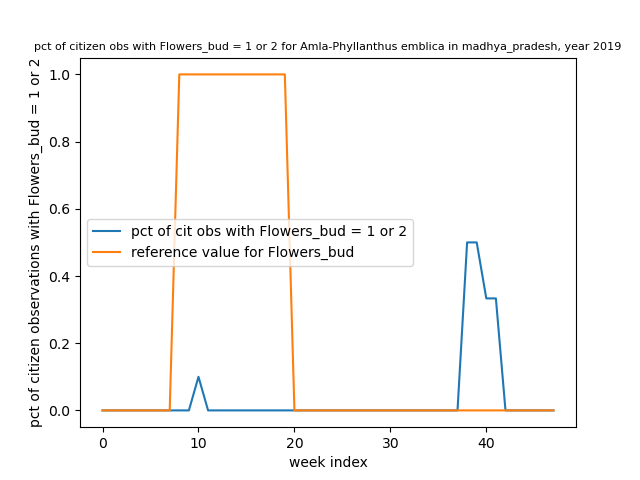 pct of citizen obs with Flowers_bud = 1 or 2 for Amla-Phyllanthus emblica in madhya_pradesh, year 2019
pct of citizen observations with Flowers_bud = 1 or 2
1.0
0.8
0.6
0.4
0.2
0.0
pct of cit obs with Flowers_bud = 1 or 2
reference value for Flowers_bud
0 10 20 30 40
week index